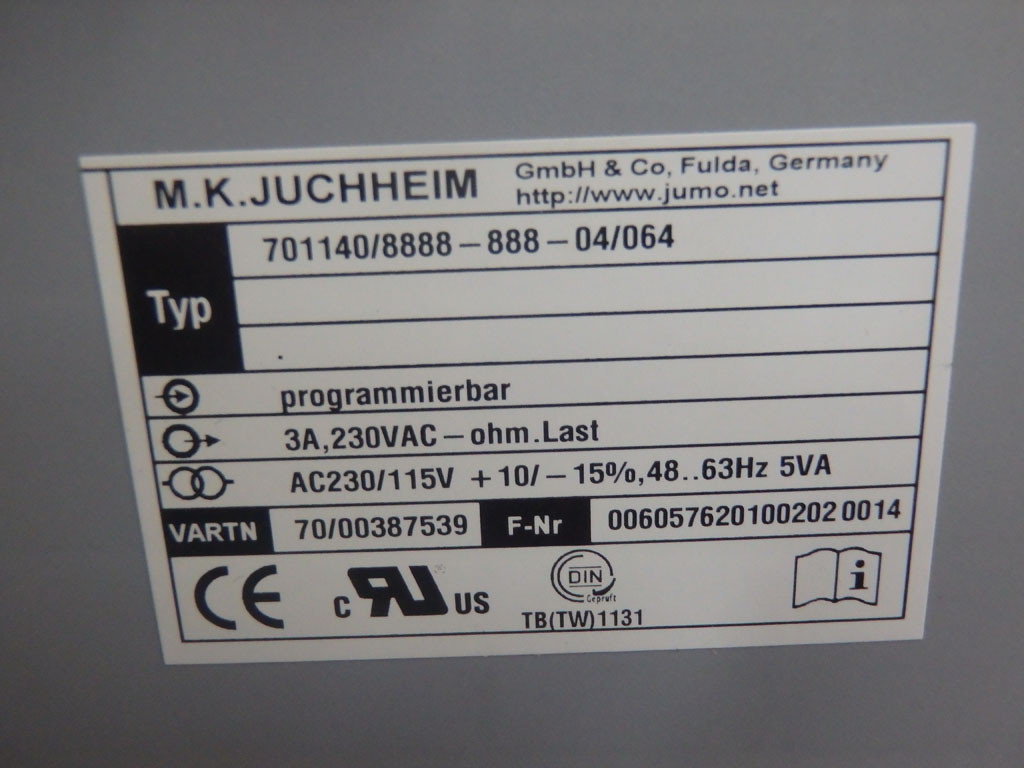 M.K.JUCHHEIM GmbH & Co, Fulda, Germany
http://www.jumo.net
Typ 701140/8888-888-04/064
programmierbar
3A,230VAC-ohm.Last
AC230/115V +10/-15%,48..63Hz 5VA
VARTN 70/00387539 F-Nr 0060576201002020014
CE c RU US DIN Geprüft i
TB(TW)1131